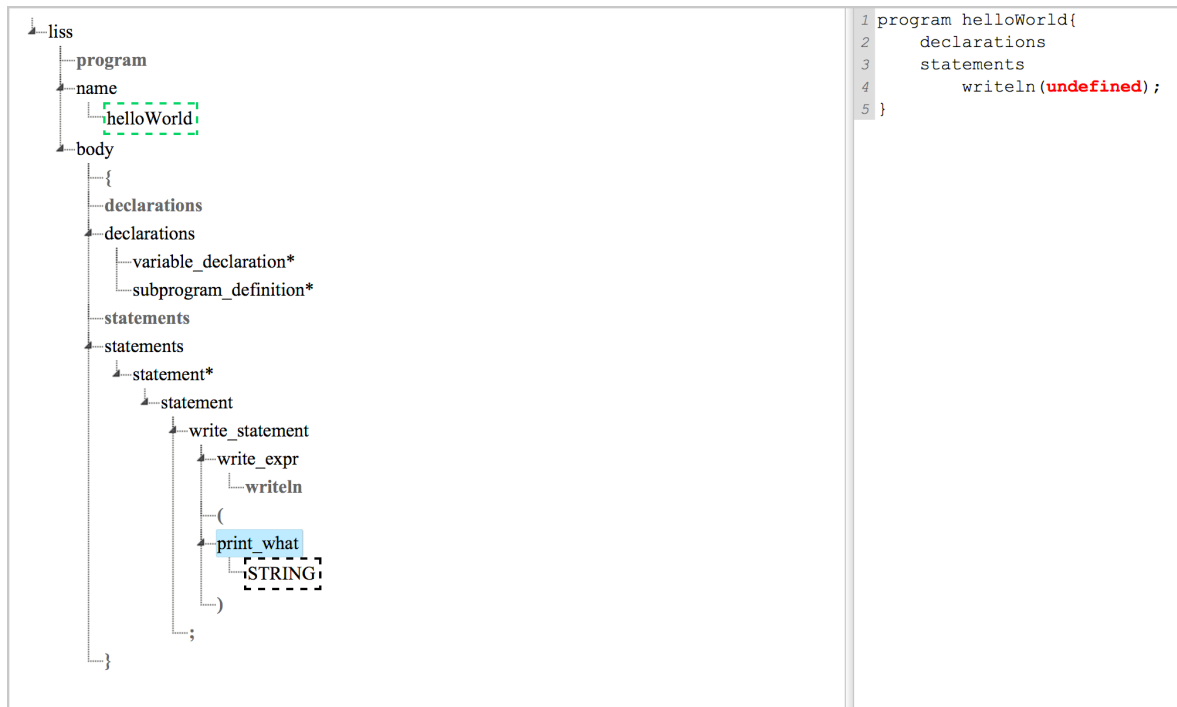 liss
program
name
helloWorld
body
{
declarations
declarations
variable_declaration*
subprogram_definition*
statements
statements
statement*
statement
write_statement
write_expr
writeln
(
print_what
STRING
)
;
}
1 program helloWorld{
2 declarations
3 statements
4 writeln(undefined);
5 }